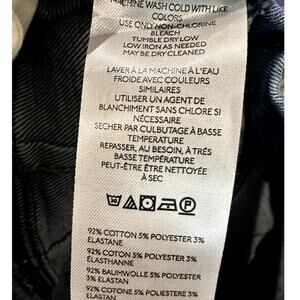 MACHINE WASH COLD WITH LIKE
COLORS
USE ONLY NON-CHLORINE
BLEACH
TUMBLE DRY LOW
LOW IRON AS NEEDED
MAY BE DRY CLEANED
LAVER À LA MACHINE À L'EAU
FROIDE AVEC COULEURS
SIMILAIRES
UTILISER UN AGENT DE
BLANCHIMENT SANS CHLORE SI
NÉCESSAIRE
SECHER PAR CULBUTAGE À BASSE
TEMPERATURE
REPASSER, AU BESOIN, À TRÈS
BASSE TEMPÉRATURE
PEUT-ÊTRE ÊTRE NETTOYÉE
À SEC
P
92% COTTON 5% POLYESTER 3%
ELASTANE
92% COTON 5% POLYESTER 3%
ÉLASTHANNE
92% BAUMWOLLE 5% POLYESTER 3%
ELASTAN
92% COTONE 5% POLIESTERE 3%